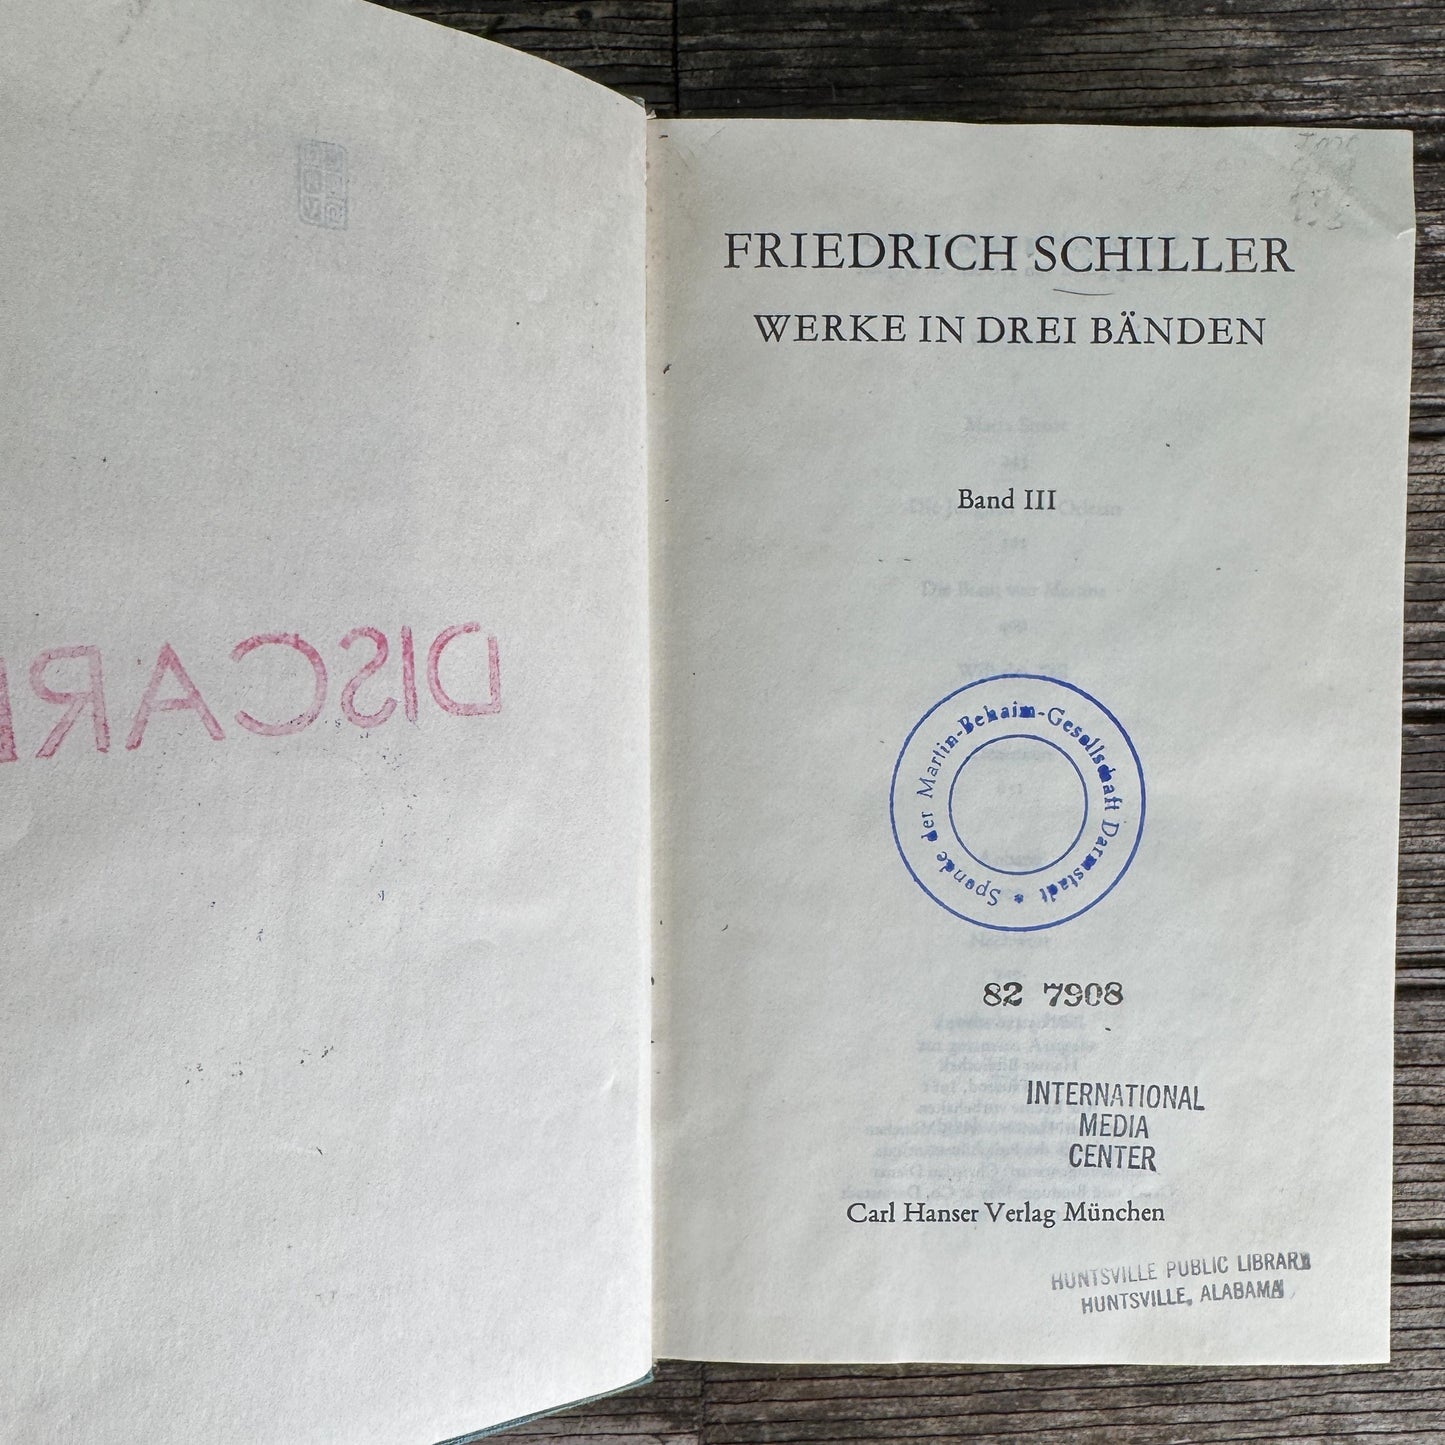 DISCAR
FRIEDRICH SCHILLER
WERKE IN DREI BÄNDEN
Band III
Spende der Martin-Behaim-Gesellschaft Darmstadt *
82 7908
INTERNATIONAL
MEDIA
CENTER
Carl Hanser Verlag München
HUNTSVILLE PUBLIC LIBRARY
HUNTSVILLE, ALABAMA